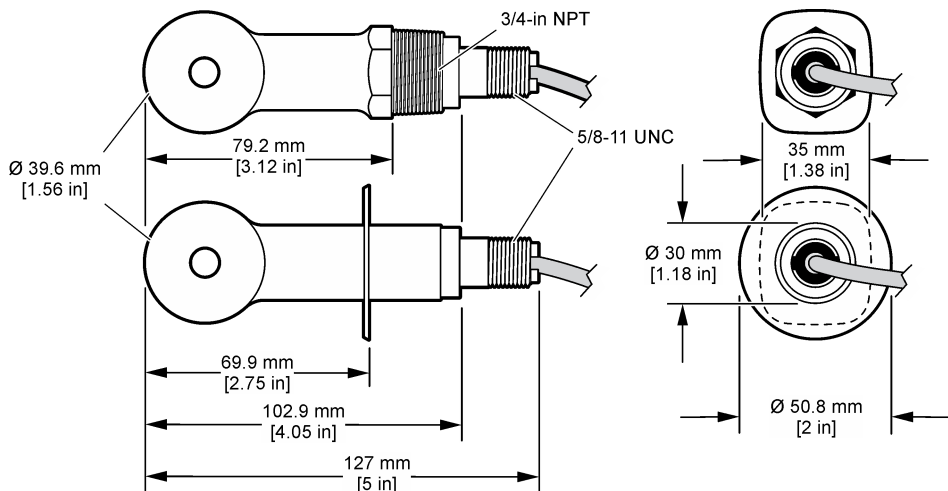 3/4-in NPT
5/8-11 UNC
79.2 mm
[3.12 in]
Ø 39.6 mm
[1.56 in]
35 mm
[1.38 in]
Ø 30 mm
[1.18 in]
69.9 mm
[2.75 in]
102.9 mm
[4.05 in]
Ø 50.8 mm
[2 in]
127 mm
[5 in]